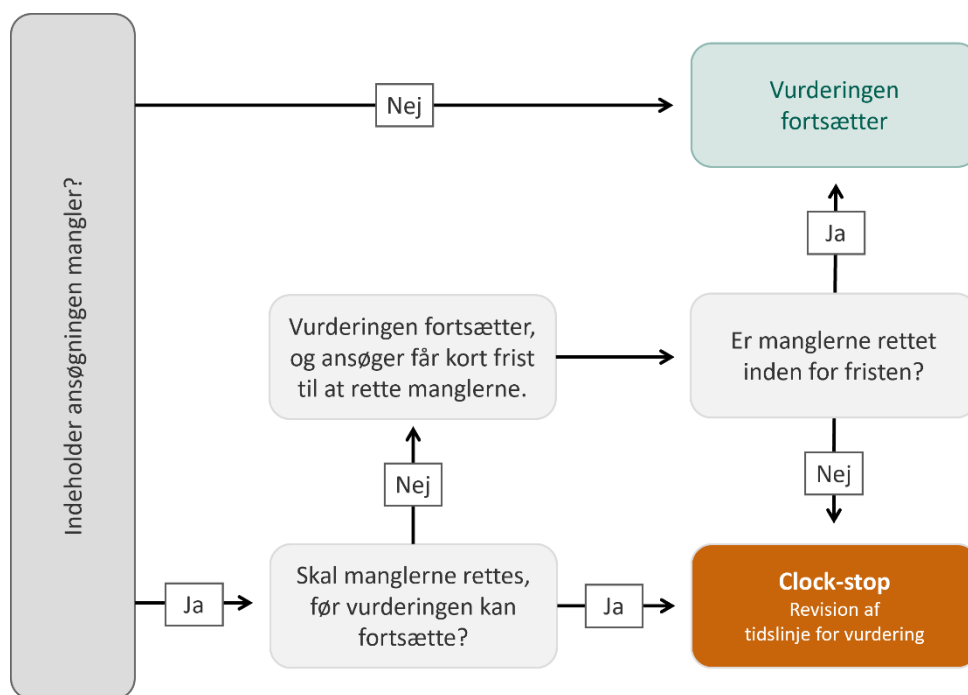 Indeholder ansøgningen mangler?
Nej
Vurderingen
fortsætter
Ja
Vurderingen fortsætter,
og ansøger får kort frist
til at rette manglerne.
Er manglerne rettet
inden for fristen?
Nej
Nej
Ja
Skal manglerne rettes,
før vurderingen kan
fortsætte?
Ja
Clock-stop
Revision af
tidslinje for vurdering